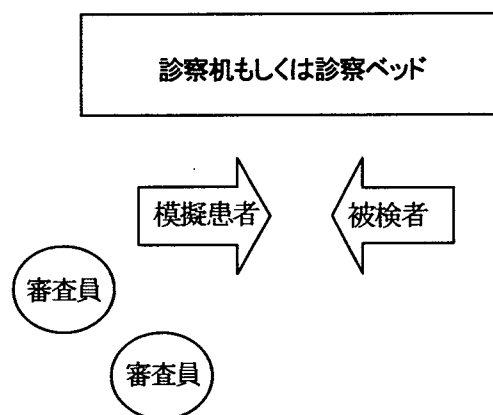 診察机もしくは診察ベッド
模擬患者
被検者
審査員
審査員